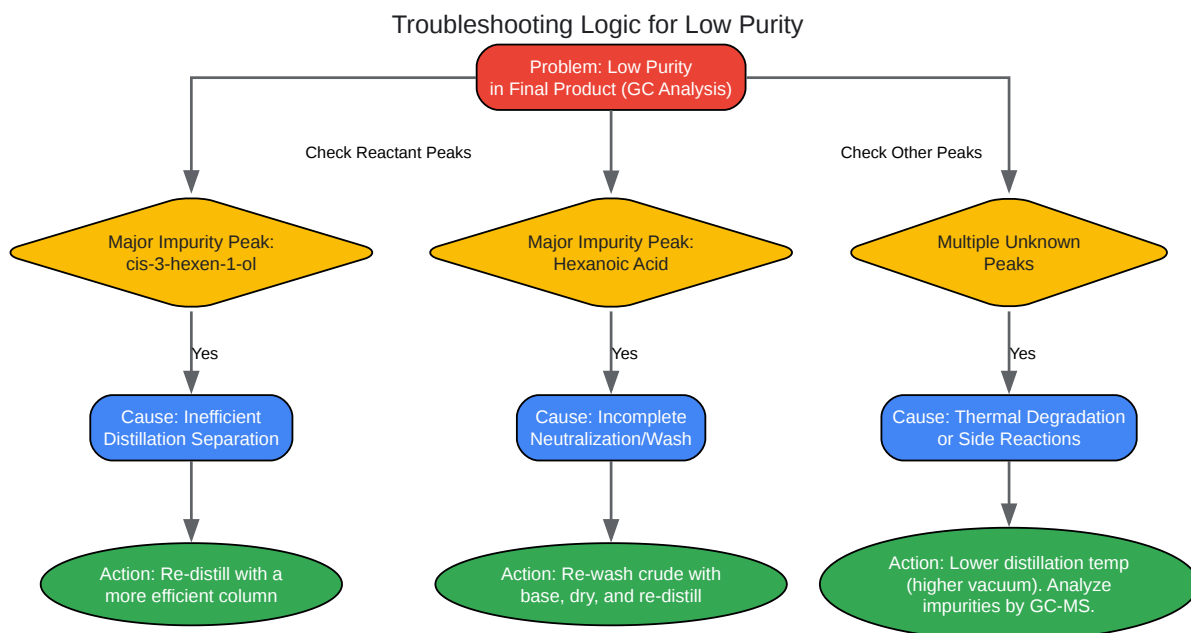 Troubleshooting Logic for Low Purity
Problem: Low Purity
in Final Product (GC Analysis)
Check Reactant Peaks
Check Other Peaks
Major Impurity Peak:
cis-3-hexen-1-ol
Major Impurity Peak:
Hexanoic Acid
Multiple Unknown
Peaks
Yes
Yes
Yes
Cause: Inefficient
Distillation Separation
Cause: Incomplete
Neutralization/Wash
Cause: Thermal Degradation
or Side Reactions
Action: Re-distill with a
more efficient column
Action: Re-wash crude with
base, dry, and re-distill
Action: Lower distillation temp
(higher vacuum). Analyze
impurities by GC-MS.